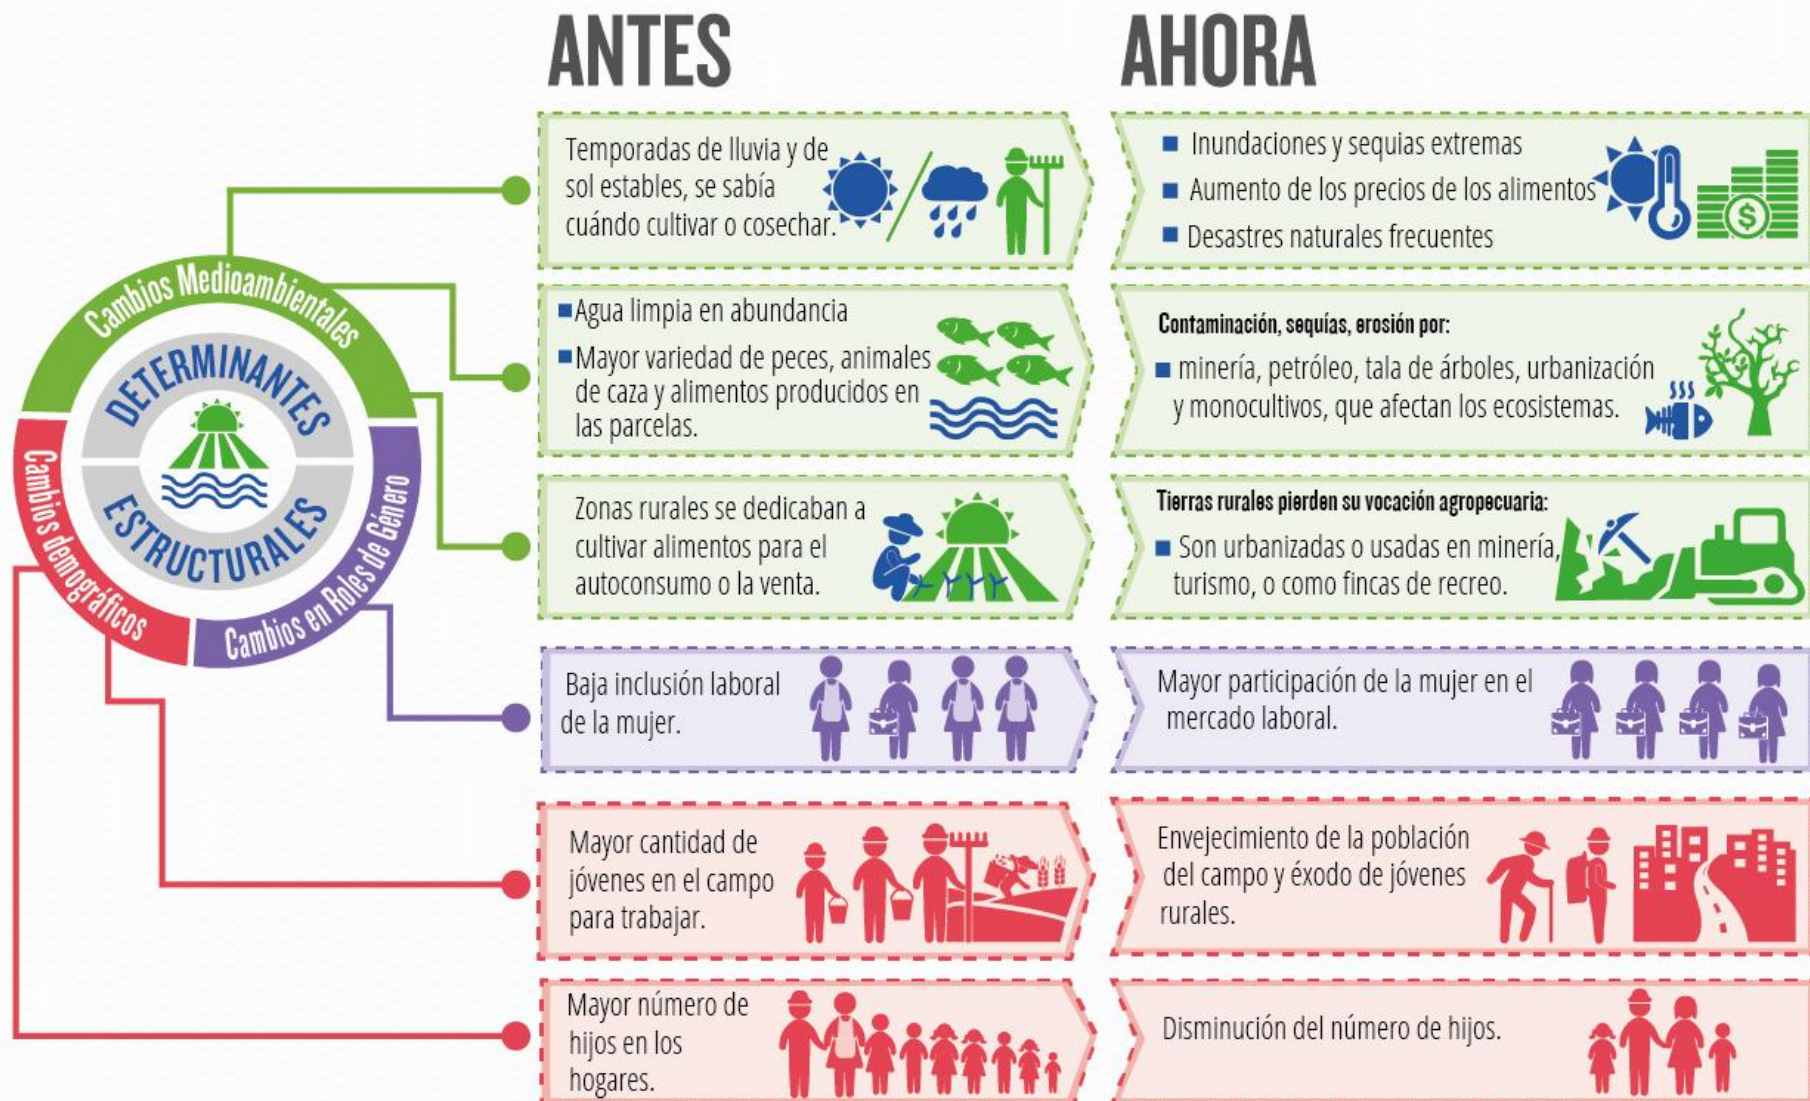 ANTES
AHORA
Cambios Medioambientales
DETERMINANTES
ESTRUCTURALES
Cambios demográficos
Cambios en Roles de Género
Temporadas de lluvia y de
sol estables, se sabía
cuándo cultivar o cosechar.
■ Inundaciones y sequias extremas
■ Aumento de los precios de los alimentos
■ Desastres naturales frecuentes
$
■ Agua limpia en abundancia
■ Mayor variedad de peces, animales
de caza y alimentos producidos en
las parcelas.
Contaminación, sequías, erosión por:
■ minería, petróleo, tala de árboles, urbanización
y monocultivos, que afectan los ecosistemas.
Zonas rurales se dedicaban a
cultivar alimentos para el
autoconsumo o la venta.
Tierras rurales pierden su vocación agropecuaria:
■ Son urbanizadas o usadas en minería,
turismo, o como fincas de recreo.
Baja inclusión laboral
de la mujer.
Mayor participación de la mujer en el
mercado laboral.
Mayor cantidad de
jóvenes en el campo
para trabajar.
Envejecimiento de la población
del campo y éxodo de jóvenes
rurales.
Mayor número de
hijos en los
hogares.
Disminución del número de hijos.